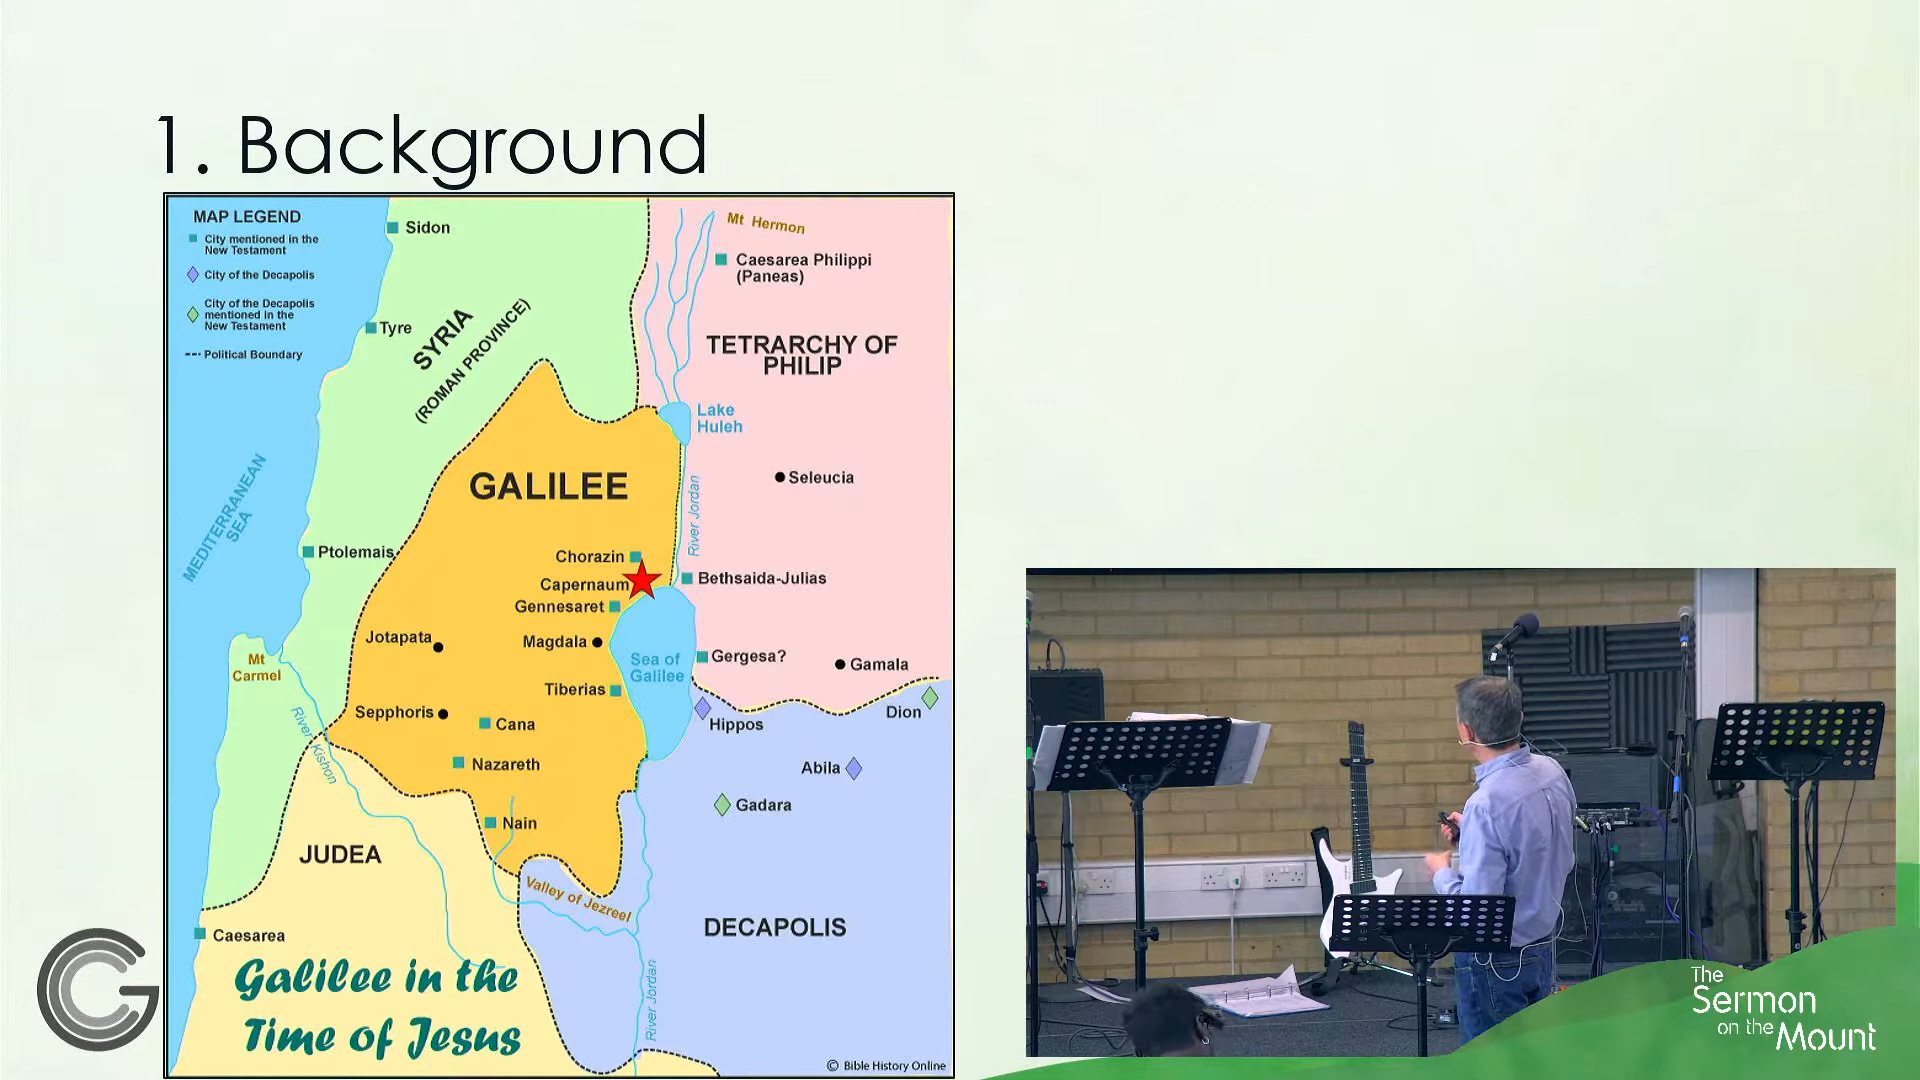 1. Background
MAP LEGEND
City mentioned in the
New Testament
City of the Decapolis
City of the Decapolis
mentioned in the
New Testament
Political Boundary
Sidon
Mt Hermon
Caesarea Philippi
(Paneas)
Tyre
SYRIA
(ROMAN PROVINCE)
TETRARCHY OF
PHILIP
Lake
Huleh
GALILEE
Seleucia
MEDITERRANEAN
SEA
River Jordan
Ptolemais
Chorazin
Capernaum
Bethsaida-Julias
Gennesaret
Jotapata
Magdala
Sea of
Galilee
Gergesa?
Gamala
Mt
Carmel
Tiberias
Sepphoris
Cana
Hippos
Dion
River Kishon
Nazareth
Abila
Gadara
Nain
JUDEA
Valley of Jezreel
DECAPOLIS
Caesarea
River Jordan
Galilee in the
Time of Jesus
© Bible History Online
The
Sermon
on the
Mount